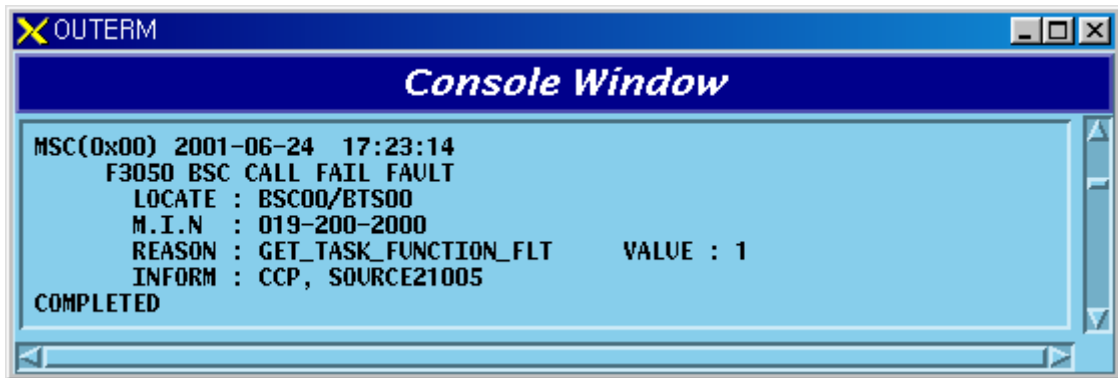 OUTERM
Console Window
MSC(0x00) 2001-06-24 17:23:14
F3050 BSC CALL FAIL FAULT
LOCATE : BSC00/BTS00
M.I.N : 019-200-2000
REASON : GET_TASK_FUNCTION_FLT VALUE : 1
INFORM : CCP, SOURCE21005
COMPLETED